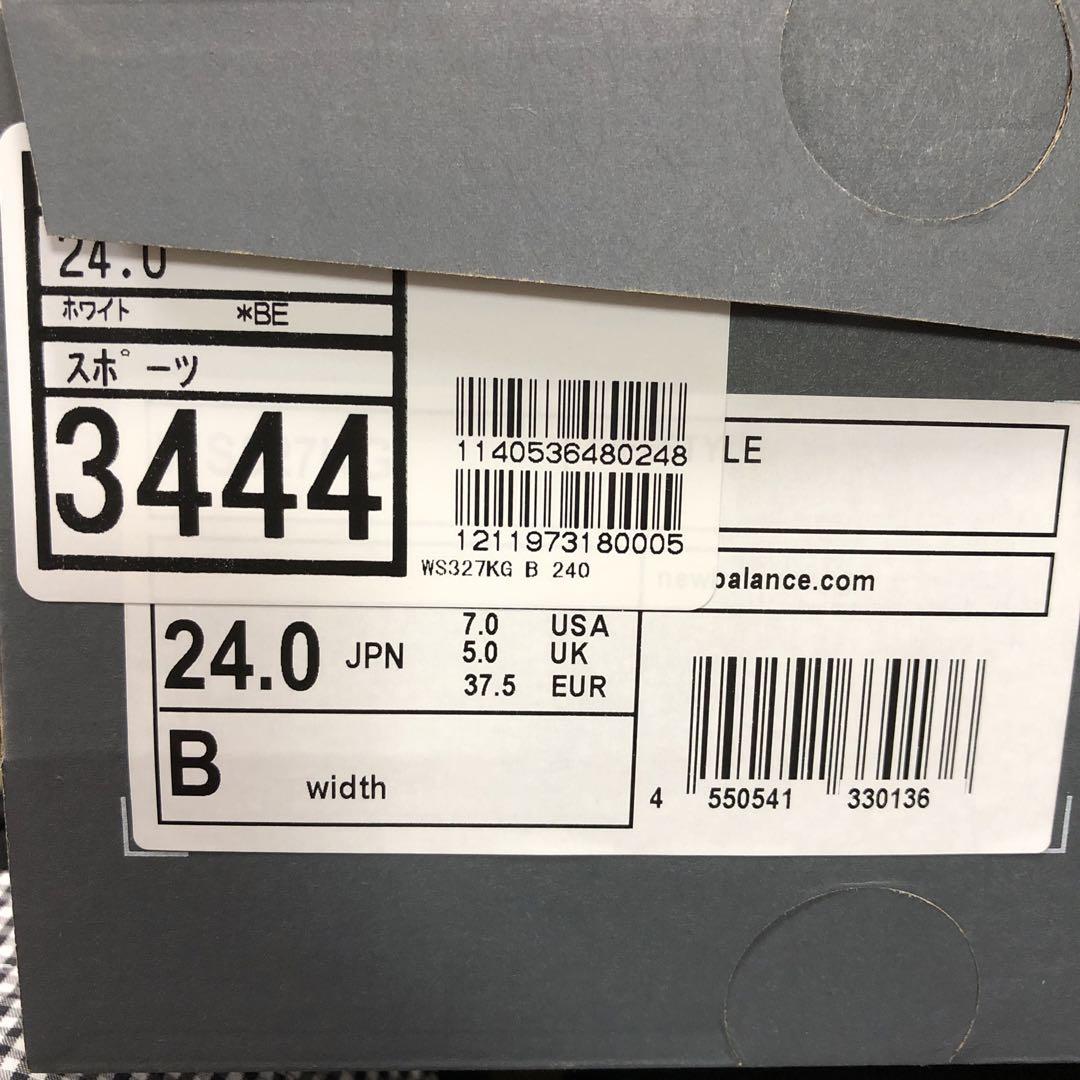 24.0
ホワイト *BE
スポーツ
3444
1140536480248
1211973180005
WS327KG B 240
STYLE
newbalance.com
24.0 JPN
7.0 USA
5.0 UK
37.5 EUR
B width
4 550541 330136